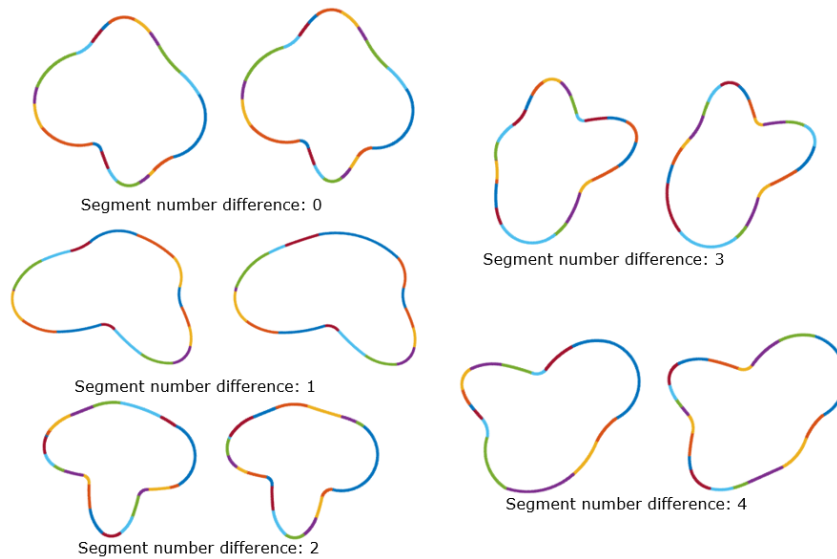 Segment number difference: 0
Segment number difference: 1
Segment number difference: 2
Segment number difference: 3
Segment number difference: 4